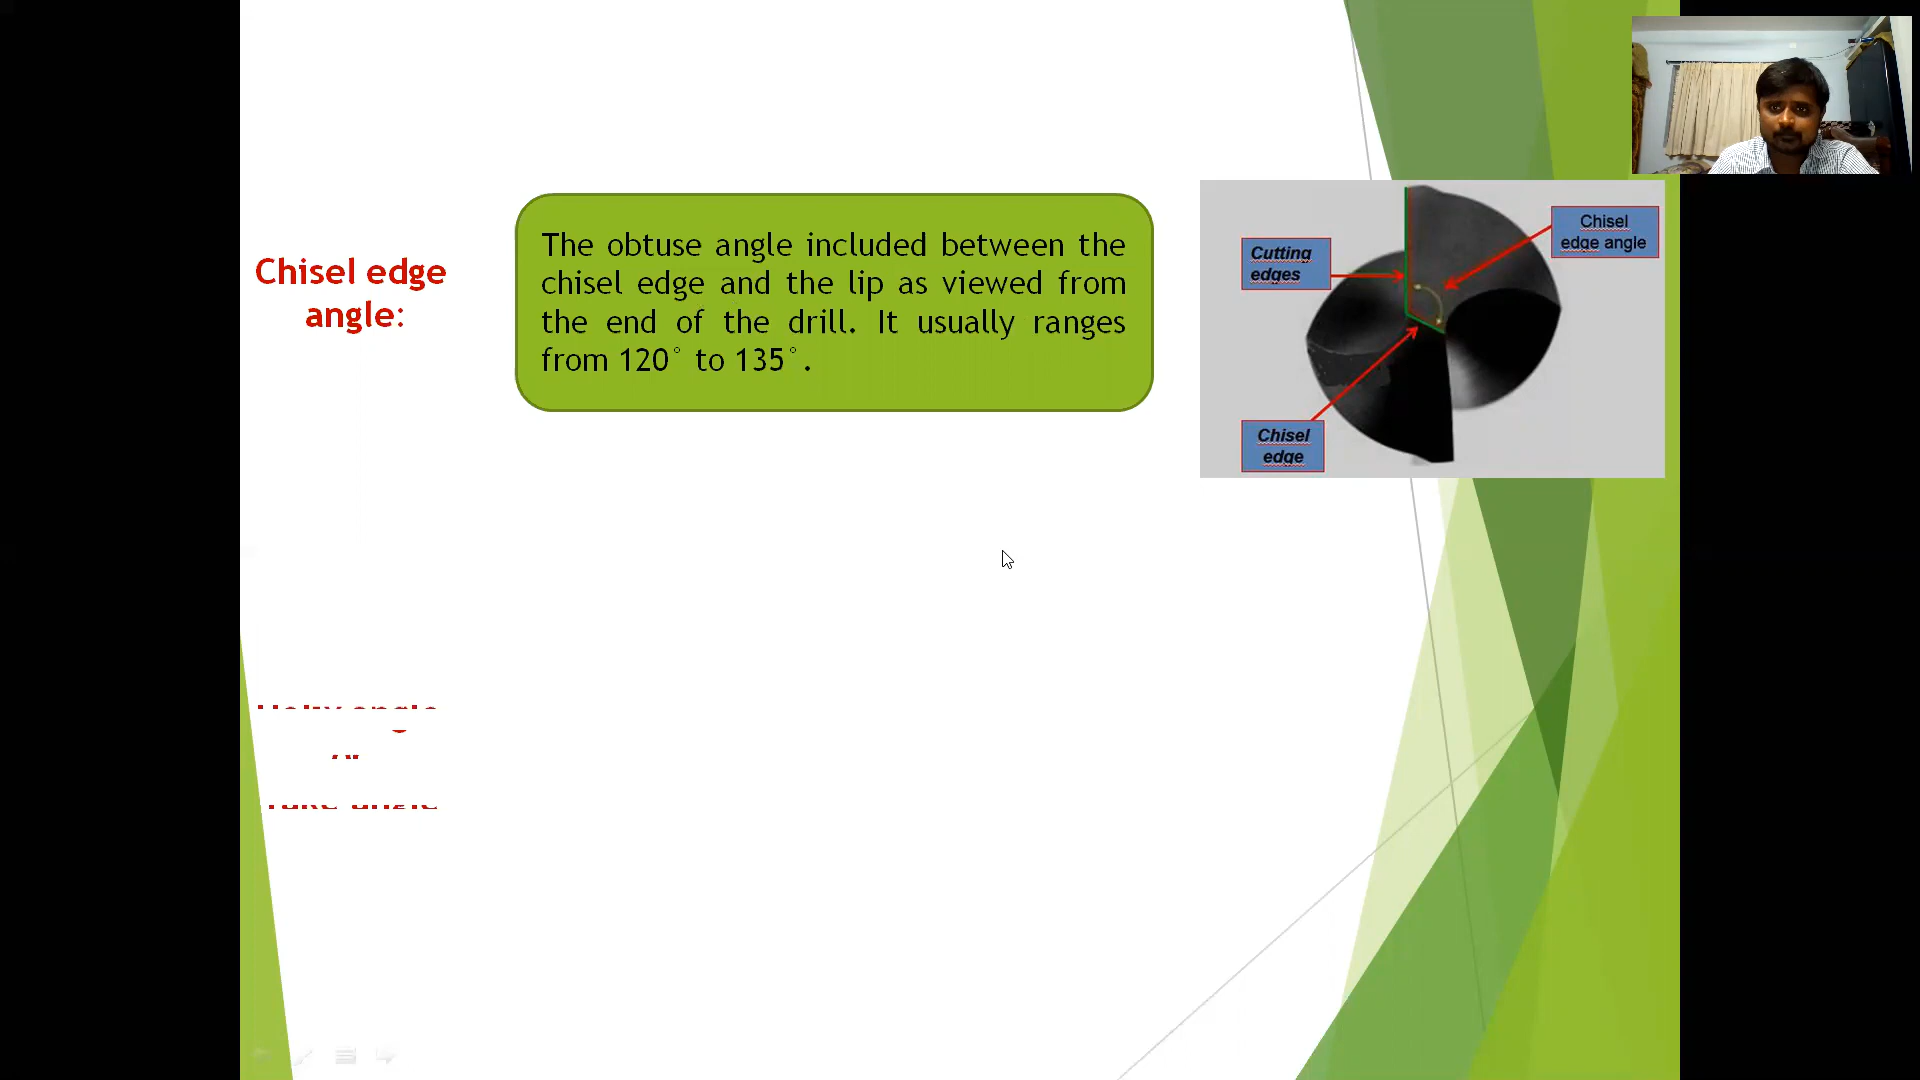 Chisel edge
angle:
The obtuse angle included between the
chisel edge and the lip as viewed from
the end of the drill. It usually ranges
from 120° to 135°.
Cutting
edges
Chisel
edge angle
Chisel
edge